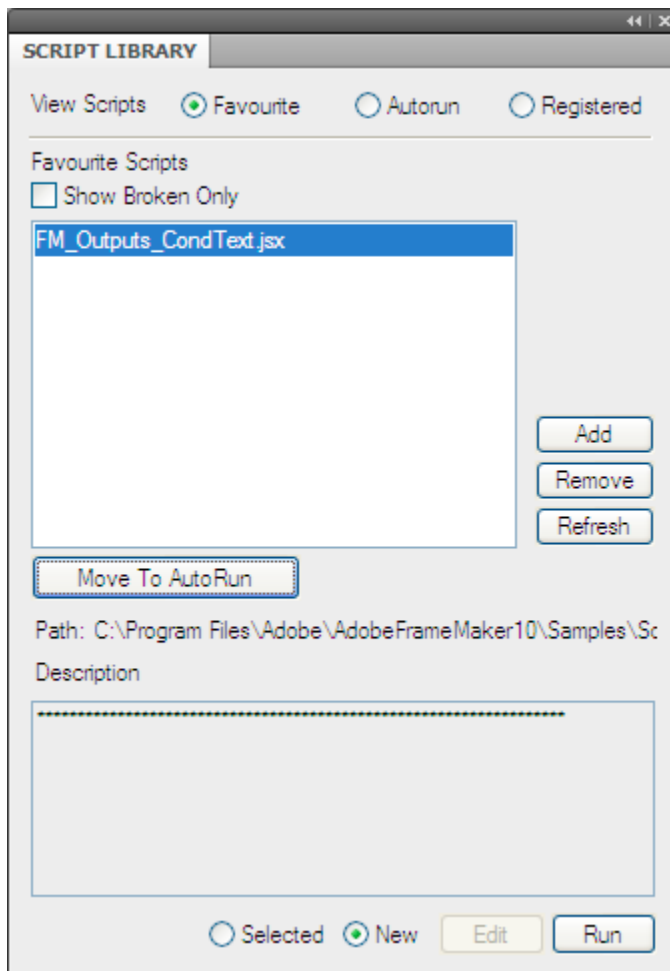 SCRIPT LIBRARY
View Scripts Favourite Autorun Registered
Favourite Scripts
Show Broken Only
FM_Outputs_CondText.jsx
Add
Remove
Refresh
Move To AutoRun
Path: C:\Program Files\Adobe\AdobeFrameMaker10\Samples\Sc
Description
Selected New Edit Run